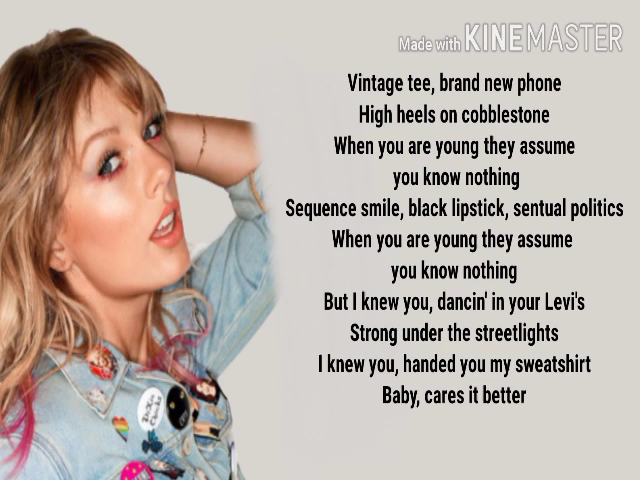 Made with KINEMASTER
Vintage tee, brand new phone
High heels on cobblestone
When you are young they assume
you know nothing
Sequence smile, black lipstick, sentual politics
When you are young they assume
you know nothing
But I knew you, dancin' in your Levi's
Strong under the streetlights
I knew you, handed you my sweatshirt
Baby, cares it better